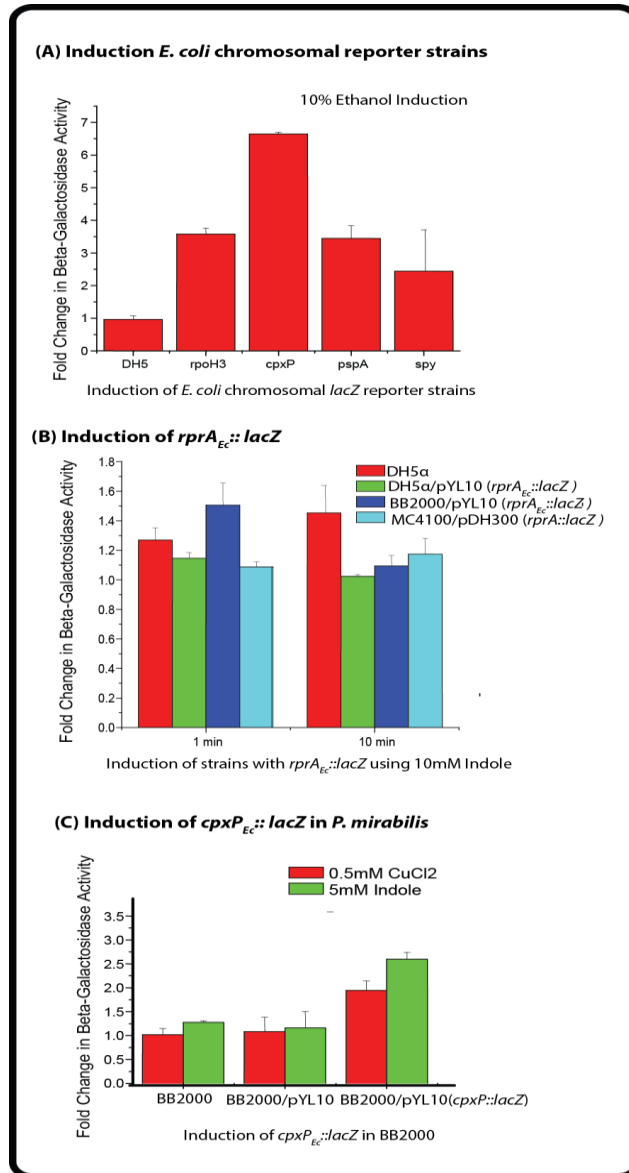 (A) Induction E. coli chromosomal reporter strains
10% Ethanol Induction
Fold Change in Beta-Galactosidase Activity
7
6
5
4
3
2
1
0
DH5 rpoH3 cpxP pspA spy
Induction of E. coli chromosomal lacZ reporter strains
(B) Induction of rprAEc:: lacZ
Fold Change in Beta-Galactosidase Activity
1.8
1.6
1.4
1.2
1.0
0.8
0.6
0.4
0.2
0.0
DH5α
DH5α/pYL10 (rprAEc::lacZ )
BB2000/pYL10 (rprAEc::lacZ)
MC4100/pDH300 (rprA::lacZ )
1 min 10 min
Induction of strains with rprAEc::lacZ using 10mM Indole
(C) Induction of cpxPEc:: lacZ in P. mirabilis
Fold Change in Beta-Galactosidase Activity
0.5mM CuCl2
5mM Indole
3.5
3.0
2.5
2.0
1.5
1.0
0.5
0.0
BB2000 BB2000/pYL10 BB2000/pYL10(cpxP::lacZ)
Induction of cpxPEc::lacZ in BB2000